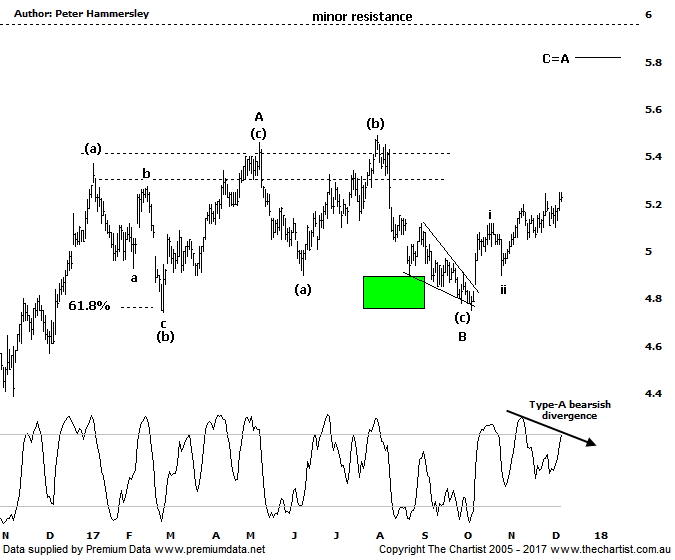 Author: Peter Hammersley
minor resistance
6
C=A
5.8
5.6
A
(c)
(b)
(a)
5.4
b
5.2
i
5
a
(a)
ii
61.8%
4.8
c
(b)
(c)
B
4.6
4.4
Type-A bearsish
divergence
N D 17 F M A M J J A S O N D 18
Data supplied by Premium Data www.premiumdata.net
Copyright The Chartist 2005 - 2017 www.thechartist.com.au